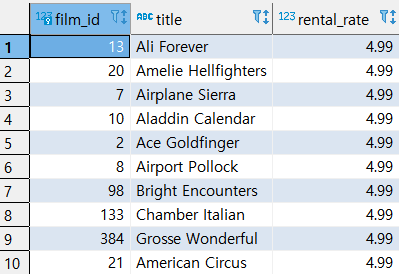 123 film_id ABC title 123 rental_rate
1 13 Ali Forever 4.99
2 20 Amelie Hellfighters 4.99
3 7 Airplane Sierra 4.99
4 10 Aladdin Calendar 4.99
5 2 Ace Goldfinger 4.99
6 8 Airport Pollock 4.99
7 98 Bright Encounters 4.99
8 133 Chamber Italian 4.99
9 384 Grosse Wonderful 4.99
10 21 American Circus 4.99